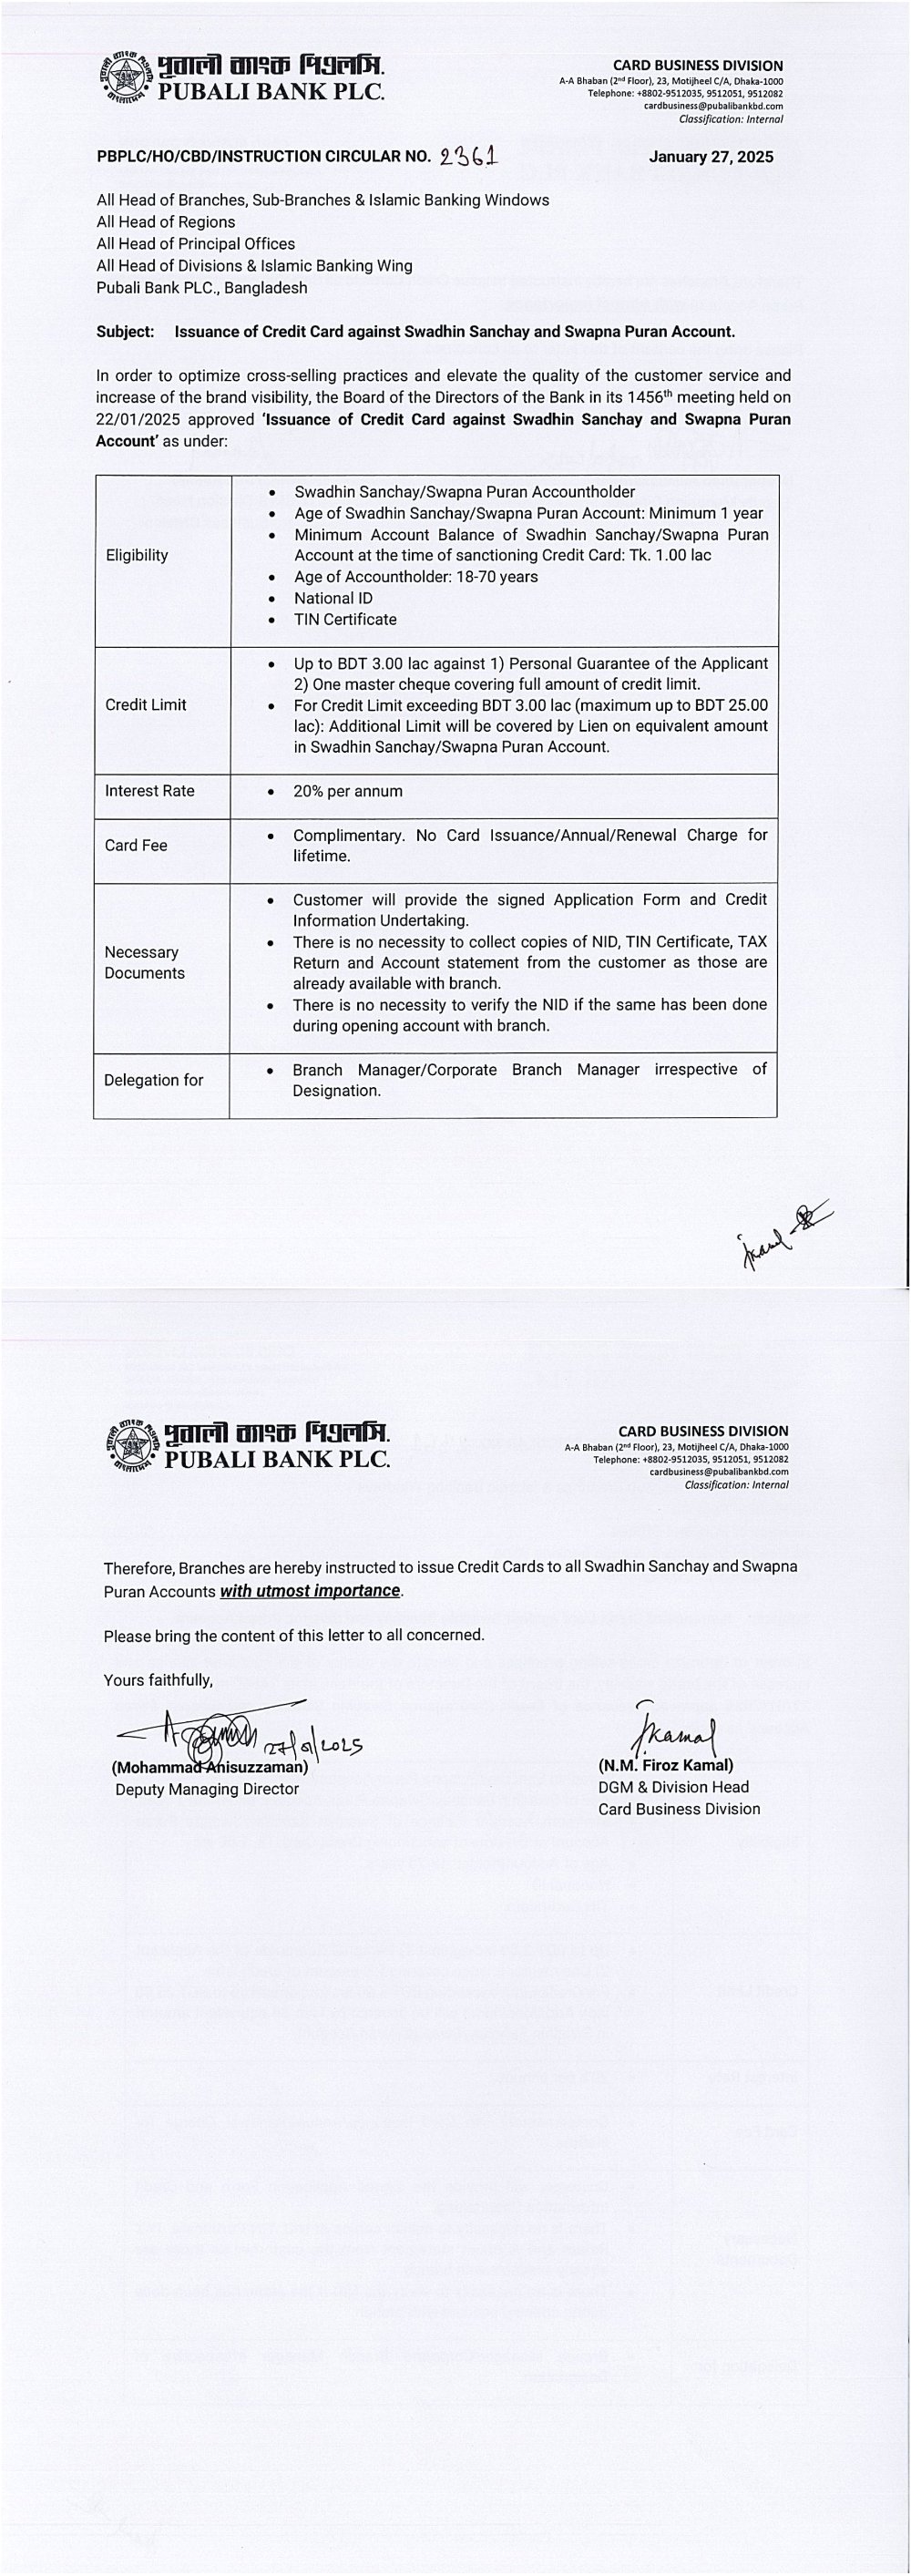 পূবালী ব্যাংক পিএলসি.
PUBALI BANK PLC.
CARD BUSINESS DIVISION
A-A Bhaban (2nd Floor), 23, Motijheel C/A, Dhaka-1000
Telephone: +8802-9512035, 9512051, 9512082
cardbusiness@pubalibankbd.com
Classification: Internal
PBPLC/HO/CBD/INSTRUCTION CIRCULAR NO. 2361
January 27, 2025
All Head of Branches, Sub-Branches & Islamic Banking Windows
All Head of Regions
All Head of Principal Offices
All Head of Divisions & Islamic Banking Wing
Pubali Bank PLC., Bangladesh
Subject: Issuance of Credit Card against Swadhin Sanchay and Swapna Puran Account.
In order to optimize cross-selling practices and elevate the quality of the customer service and
increase of the brand visibility, the Board of the Directors of the Bank in its 1456th meeting held on
22/01/2025 approved 'Issuance of Credit Card against Swadhin Sanchay and Swapna Puran
Account' as under:
Eligibility
• Swadhin Sanchay/Swapna Puran Accountholder
• Age of Swadhin Sanchay/Swapna Puran Account: Minimum 1 year
• Minimum Account Balance of Swadhin Sanchay/Swapna Puran
Account at the time of sanctioning Credit Card: Tk. 1.00 lac
• Age of Accountholder: 18-70 years
• National ID
• TIN Certificate
Credit Limit
• Up to BDT 3.00 lac against 1) Personal Guarantee of the Applicant
2) One master cheque covering full amount of credit limit.
• For Credit Limit exceeding BDT 3.00 lac (maximum up to BDT 25.00
lac): Additional Limit will be covered by Lien on equivalent amount
in Swadhin Sanchay/Swapna Puran Account.
Interest Rate
• 20% per annum
Card Fee
• Complimentary. No Card Issuance/Annual/Renewal Charge for
lifetime.
Necessary
Documents
• Customer will provide the signed Application Form and Credit
Information Undertaking.
• There is no necessity to collect copies of NID, TIN Certificate, TAX
Return and Account statement from the customer as those are
already available with branch.
• There is no necessity to verify the NID if the same has been done
during opening account with branch.
Delegation for
• Branch Manager/Corporate Branch Manager irrespective of
Designation.
পূবালী ব্যাংক পিএলসি.
PUBALI BANK PLC.
CARD BUSINESS DIVISION
A-A Bhaban (2nd Floor), 23, Motijheel C/A, Dhaka-1000
Telephone: +8802-9512035, 9512051, 9512082
cardbusiness@pubalibankbd.com
Classification: Internal
Therefore, Branches are hereby instructed to issue Credit Cards to all Swadhin Sanchay and Swapna
Puran Accounts with utmost importance.
Please bring the content of this letter to all concerned.
Yours faithfully,
27/01/2025
(Mohammad Anisuzzaman)
Deputy Managing Director
(N.M. Firoz Kamal)
DGM & Division Head
Card Business Division